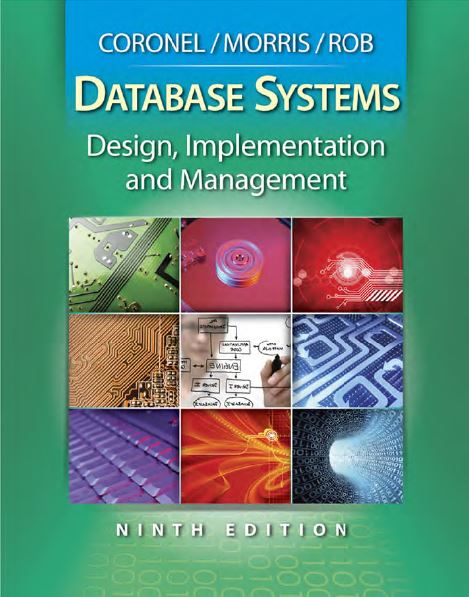 CORONEL / MORRIS / ROB
DATABASE SYSTEMS
Design, Implementation
and Management
NINTH EDITION